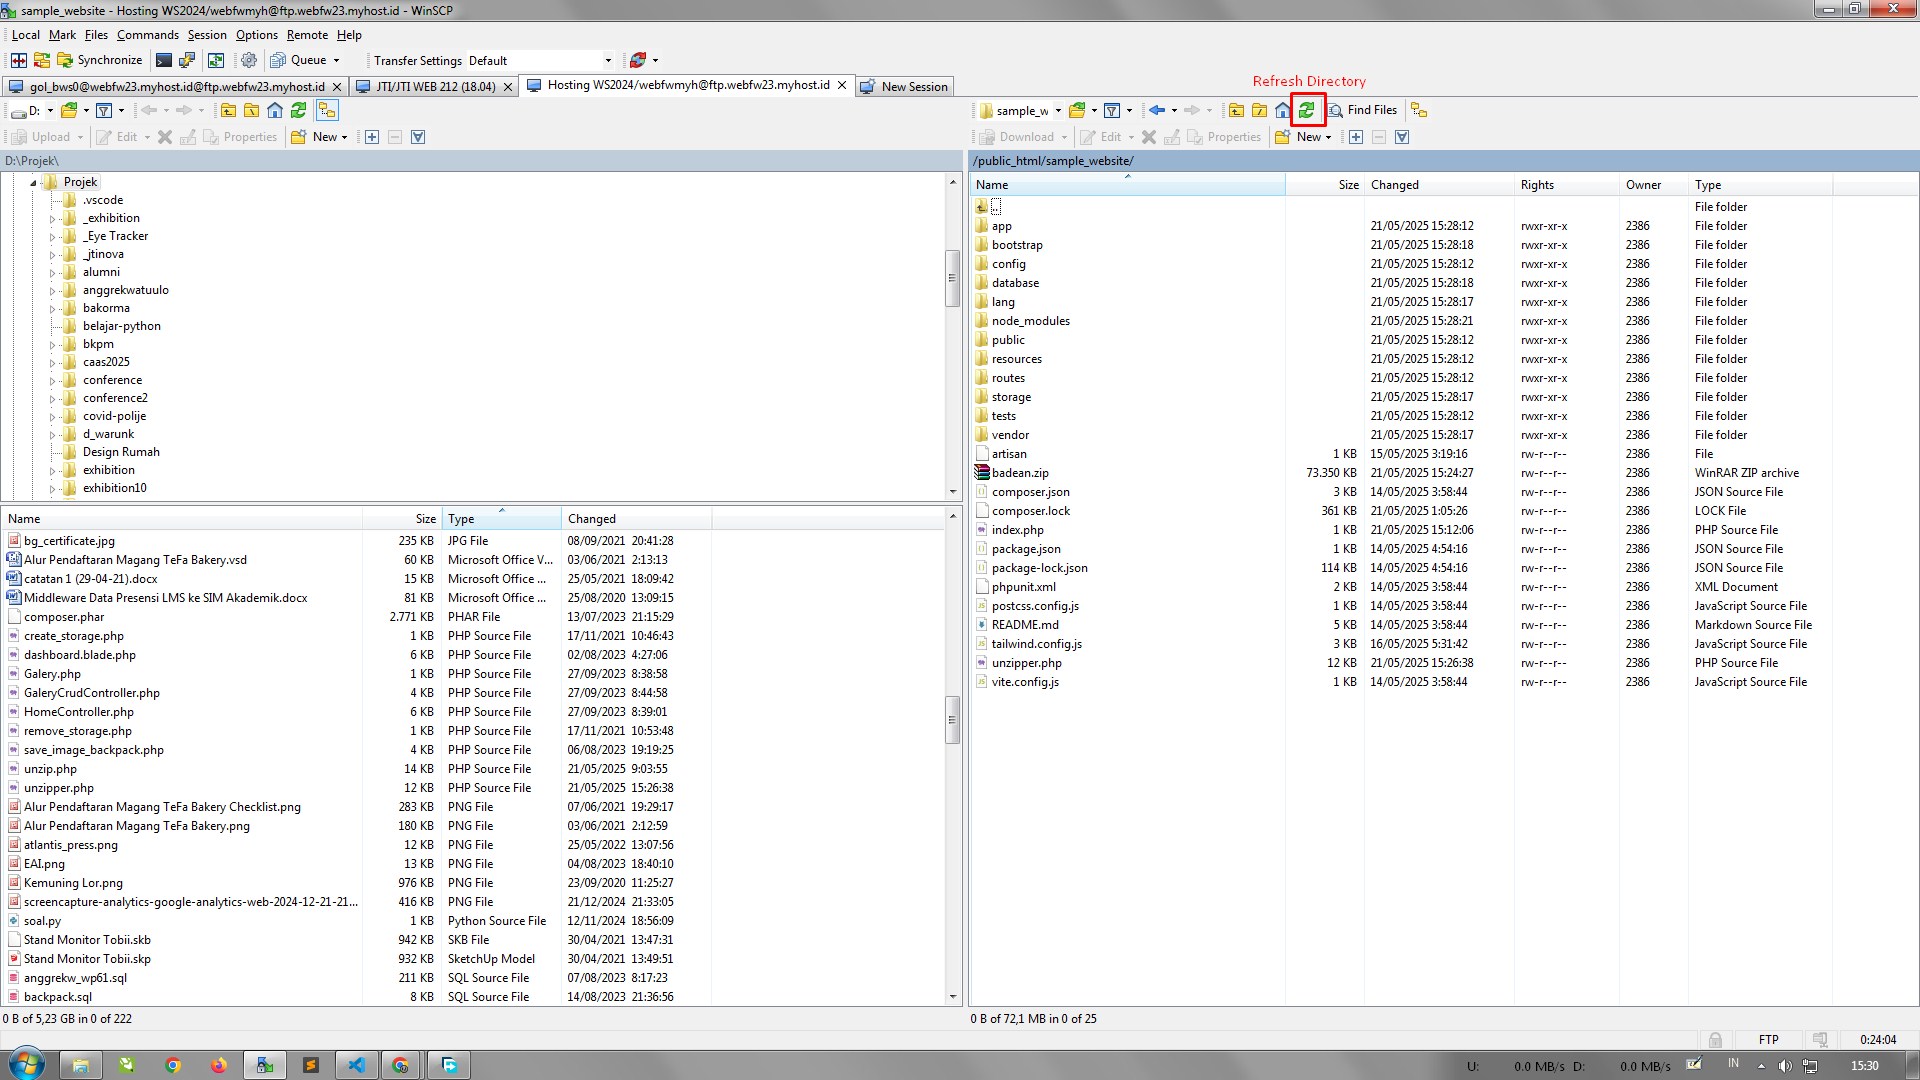 sample_website - Hosting WS2024/webfwmyh@ftp.webfw23.myhost.id - WinSCP
Local Mark Files Commands Session Options Remote Help
Synchronize Queue Transfer Settings Default
gol_bws0@webfw23.myhost.id@ftp.webfw23.myhost.id JTI/JTI WEB 212 (18.04) Hosting WS2024/webfwmyh@ftp.webfw23.myhost.id New Session
Refresh Directory
D: sample_w Find Files
Upload Edit Properties New Download Edit Properties New
D:\Projek\
Projek
.vscode
_exhibition
_Eye Tracker
_jtinova
alumni
anggrekwatuulo
bakorma
belajar-python
bkpm
caas2025
conference
conference2
covid-polije
d_warunk
Design Rumah
exhibition
exhibition10
Name Size Type Changed
bg_certificate.jpg 235 KB JPG File 08/09/2021 20:41:28
Alur Pendaftaran Magang TeFa Bakery.vsd 60 KB Microsoft Office V... 03/06/2021 2:13:13
catatan 1 (29-04-21).docx 15 KB Microsoft Office ... 25/05/2021 18:09:42
Middleware Data Presensi LMS ke SIM Akademik.docx 81 KB Microsoft Office ... 25/08/2020 13:09:15
composer.phar 2.771 KB PHAR File 13/07/2023 21:15:29
create_storage.php 1 KB PHP Source File 17/11/2021 10:46:43
dashboard.blade.php 6 KB PHP Source File 02/08/2023 4:27:06
Galery.php 1 KB PHP Source File 27/09/2023 8:38:58
GaleryCrudController.php 4 KB PHP Source File 27/09/2023 8:44:58
HomeController.php 6 KB PHP Source File 27/09/2023 8:39:01
remove_storage.php 1 KB PHP Source File 17/11/2021 10:53:48
save_image_backpack.php 4 KB PHP Source File 06/08/2023 19:19:25
unzip.php 14 KB PHP Source File 21/05/2025 9:03:55
unzipper.php 12 KB PHP Source File 21/05/2025 15:26:38
Alur Pendaftaran Magang TeFa Bakery Checklist.png 283 KB PNG File 07/06/2021 19:29:17
Alur Pendaftaran Magang TeFa Bakery.png 180 KB PNG File 03/06/2021 2:12:59
atlantis_press.png 12 KB PNG File 25/05/2022 13:07:56
EAI.png 13 KB PNG File 04/08/2023 18:40:10
Kemuning Lor.png 976 KB PNG File 23/09/2020 11:25:27
screencapture-analytics-google-analytics-web-2024-12-21-21... 416 KB PNG File 21/12/2024 21:33:05
soal.py 1 KB Python Source File 12/11/2024 18:56:09
Stand Monitor Tobii.skb 942 KB SKB File 30/04/2021 13:47:31
Stand Monitor Tobii.skp 932 KB SketchUp Model 30/04/2021 13:49:51
anggrekw_wp61.sql 211 KB SQL Source File 07/08/2023 8:17:23
backpack.sql 8 KB SQL Source File 14/08/2023 21:36:56
0 B of 5,23 GB in 0 of 222
/public_html/sample_website/
Name Size Changed Rights Owner Type
.. File folder
app 21/05/2025 15:28:12 rwxr-xr-x 2386 File folder
bootstrap 21/05/2025 15:28:18 rwxr-xr-x 2386 File folder
config 21/05/2025 15:28:12 rwxr-xr-x 2386 File folder
database 21/05/2025 15:28:18 rwxr-xr-x 2386 File folder
lang 21/05/2025 15:28:17 rwxr-xr-x 2386 File folder
node_modules 21/05/2025 15:28:21 rwxr-xr-x 2386 File folder
public 21/05/2025 15:28:12 rwxr-xr-x 2386 File folder
resources 21/05/2025 15:28:12 rwxr-xr-x 2386 File folder
routes 21/05/2025 15:28:12 rwxr-xr-x 2386 File folder
storage 21/05/2025 15:28:17 rwxr-xr-x 2386 File folder
tests 21/05/2025 15:28:12 rwxr-xr-x 2386 File folder
vendor 21/05/2025 15:28:17 rwxr-xr-x 2386 File folder
artisan 1 KB 15/05/2025 3:19:16 rw-r--r-- 2386 File
badean.zip 73.350 KB 21/05/2025 15:24:27 rw-r--r-- 2386 WinRAR ZIP archive
composer.json 3 KB 14/05/2025 3:58:44 rw-r--r-- 2386 JSON Source File
composer.lock 361 KB 21/05/2025 1:05:26 rw-r--r-- 2386 LOCK File
index.php 1 KB 21/05/2025 15:12:06 rw-r--r-- 2386 PHP Source File
package.json 1 KB 14/05/2025 4:54:16 rw-r--r-- 2386 JSON Source File
package-lock.json 114 KB 14/05/2025 4:54:16 rw-r--r-- 2386 JSON Source File
phpunit.xml 2 KB 14/05/2025 3:58:44 rw-r--r-- 2386 XML Document
postcss.config.js 1 KB 14/05/2025 3:58:44 rw-r--r-- 2386 JavaScript Source File
README.md 5 KB 14/05/2025 3:58:44 rw-r--r-- 2386 Markdown Source File
tailwind.config.js 3 KB 16/05/2025 5:31:42 rw-r--r-- 2386 JavaScript Source File
unzipper.php 12 KB 21/05/2025 15:26:38 rw-r--r-- 2386 PHP Source File
vite.config.js 1 KB 14/05/2025 3:58:44 rw-r--r-- 2386 JavaScript Source File
0 B of 72,1 MB in 0 of 25
FTP 0:24:04
U: 0.0 MB/s D: 0.0 MB/s IN 15:30